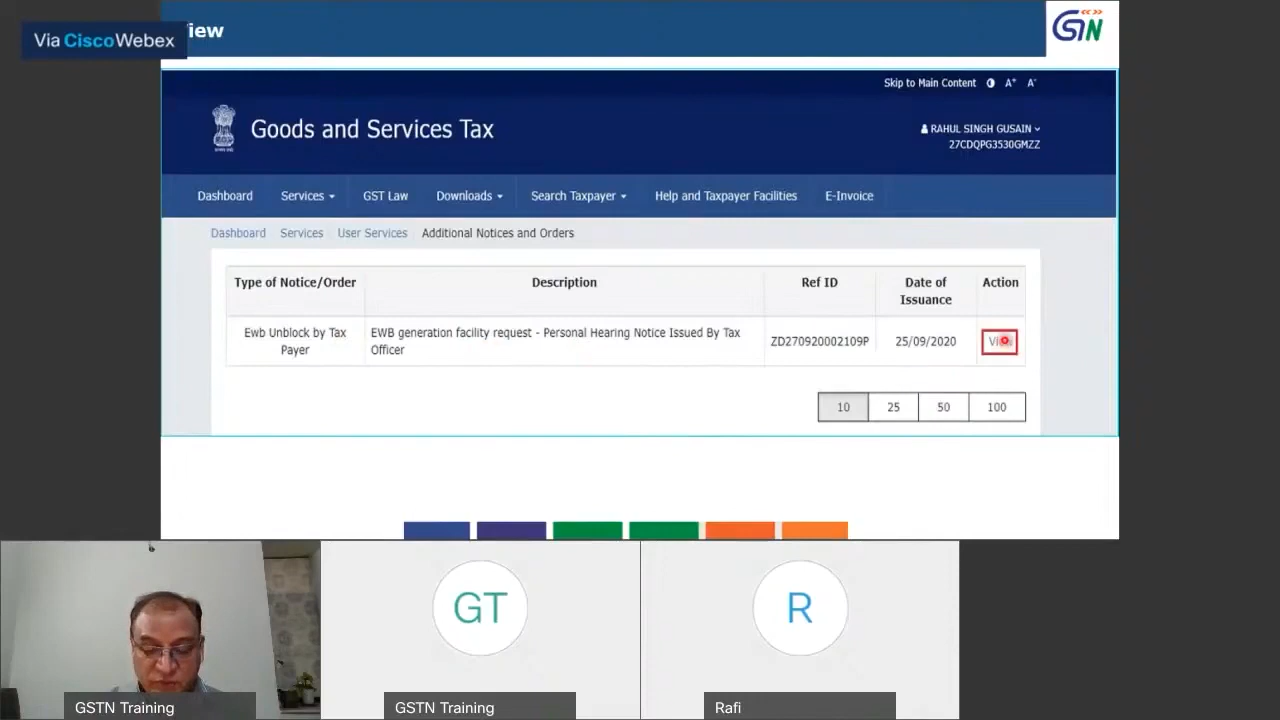 Via CiscoWebex
iew
GSTN
Skip to Main Content A+ A-
Goods and Services Tax
RAHUL SINGH GUSAIN
27CDQPG3530GMZZ
Dashboard Services GST Law Downloads Search Taxpayer Help and Taxpayer Facilities E-Invoice
Dashboard Services User Services Additional Notices and Orders
Type of Notice/Order Description Ref ID Date of Issuance Action
Ewb Unblock by Tax Payer
EWB generation facility request - Personal Hearing Notice Issued By Tax
Officer
ZD270920002109P
25/09/2020
10 25 50 100
GT
R
GSTN Training
GSTN Training
Rafi